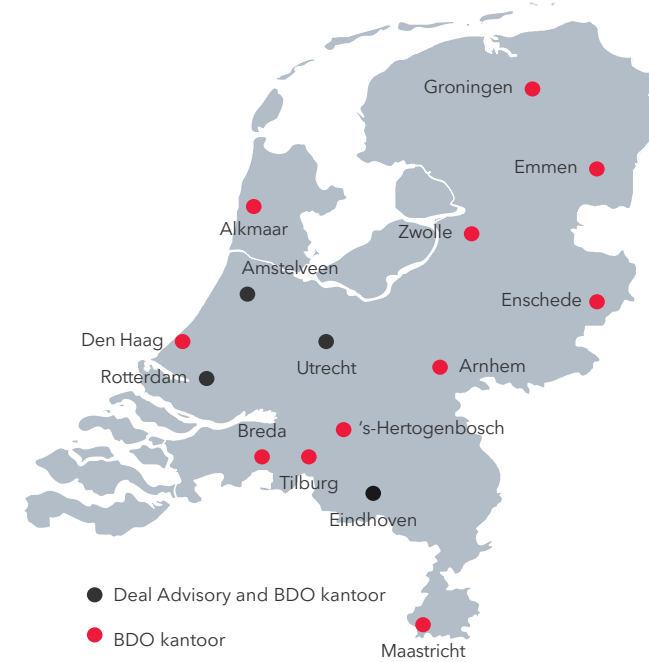 Groningen
Emmen
Alkmaar
Zwolle
Amstelveen
Enschede
Den Haag
Utrecht
Arnhem
Rotterdam
Breda
's-Hertogenbosch
Tilburg
Eindhoven
Deal Advisory and BDO kantoor
BDO kantoor
Maastricht